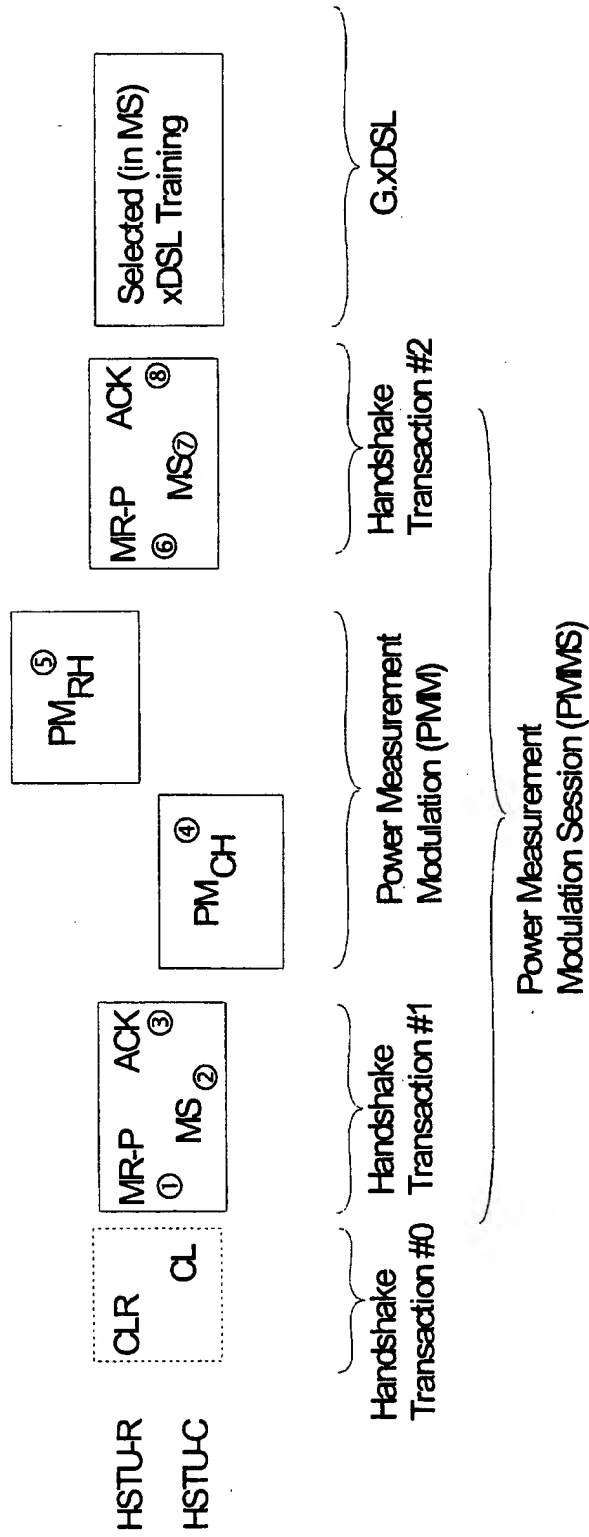 HSTU-R
HSTU-C
CLR
CL
Handshake
Transaction #0
MR-P ACK
① ③
MS ②
Handshake
Transaction #1
PM CH ④
PM RH ⑤
Power Measurement
Modulation (PMM)
MR-P ACK
⑥ ⑧
MS ⑦
Handshake
Transaction #2
Power Measurement
Modulation Session (PMMS)
Selected (in MS)
xDSL Training
G.xDSL